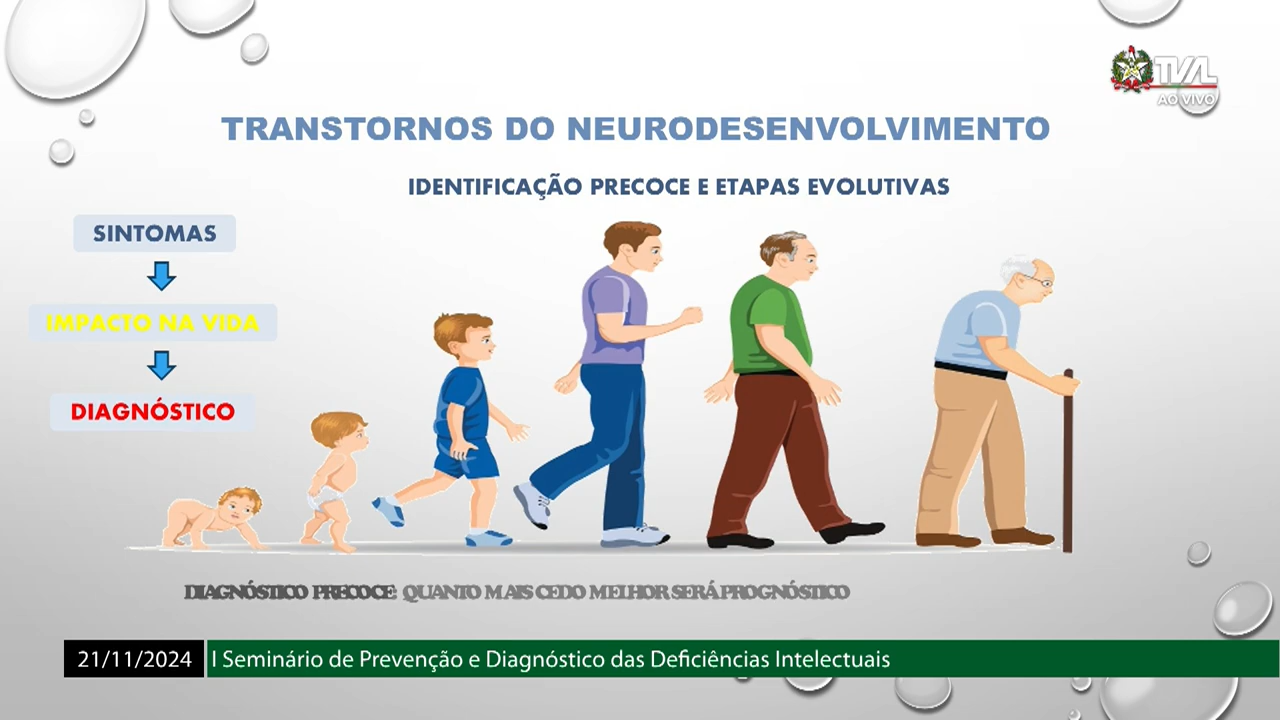 TVAL
AO VIVO
TRANSTORNOS DO NEURODESENVOLVIMENTO
IDENTIFICAÇÃO PRECOCE E ETAPAS EVOLUTIVAS
SINTOMAS
IMPACTO NA VIDA
DIAGNÓSTICO
DIAGNÓSTICO PRECOCE: QUANTO MAIS CEDO MELHOR SERÁ PROGNÓSTICO
21/11/2024 I Seminário de Prevenção e Diagnóstico das Deficiências Intelectuais